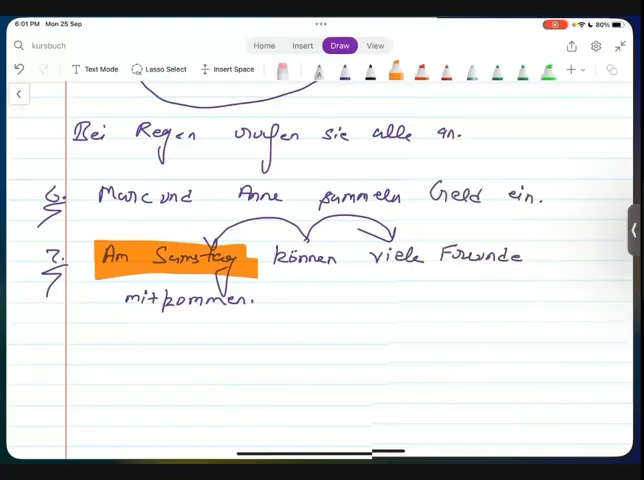 6:01 PM Mon 25 Sep
80%
kursbuch
Home Insert Draw View
Text Mode Lasso Select Insert Space
Bei Regen rufen sie alle an.
6. Marc und Anne sammeln Geld ein.
7. Am Samstag können viele Freunde
mitkommen.